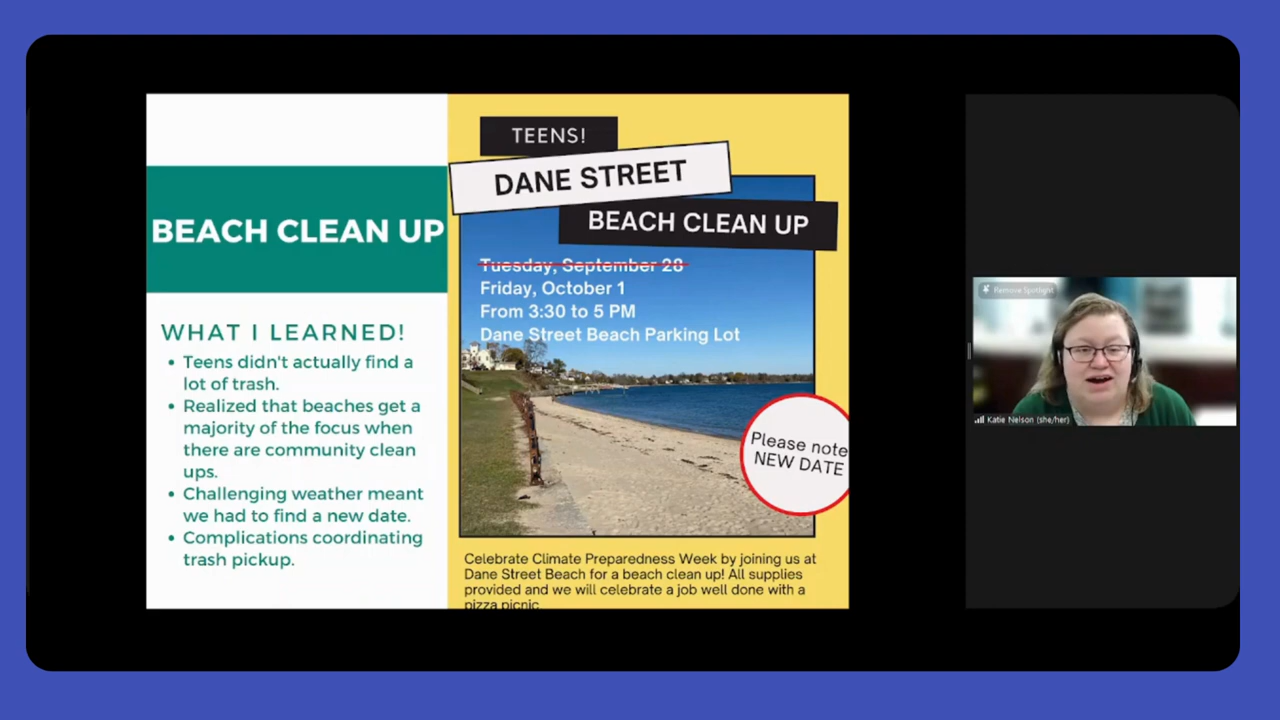 BEACH CLEAN UP
WHAT I LEARNED!
• Teens didn't actually find a
lot of trash.
• Realized that beaches get a
majority of the focus when
there are community clean
ups.
• Challenging weather meant
we had to find a new date.
• Complications coordinating
trash pickup.
TEENS!
DANE STREET
BEACH CLEAN UP
Tuesday, September 28
Friday, October 1
From 3:30 to 5 PM
Dane Street Beach Parking Lot
Please note
NEW DATE
Celebrate Climate Preparedness Week by joining us at
Dane Street Beach for a beach clean up! All supplies
provided and we will celebrate a job well done with a
pizza picnic
Remove Spotlight
Katie Nelson (she/her)